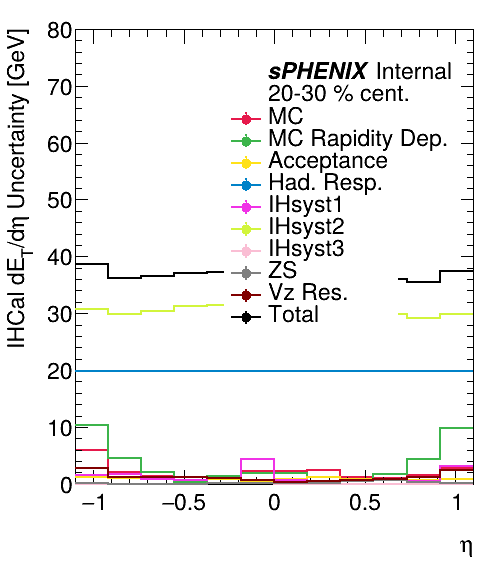 IHCal dE_T/dη Uncertainty [GeV]
80
70
60
50
40
30
20
10
0
sPHENIX Internal
20-30 % cent.
MC
MC Rapidity Dep.
Acceptance
Had. Resp.
IHsyst1
IHsyst2
IHsyst3
ZS
Vz Res.
Total
−1
−0.5
0
0.5
1
η